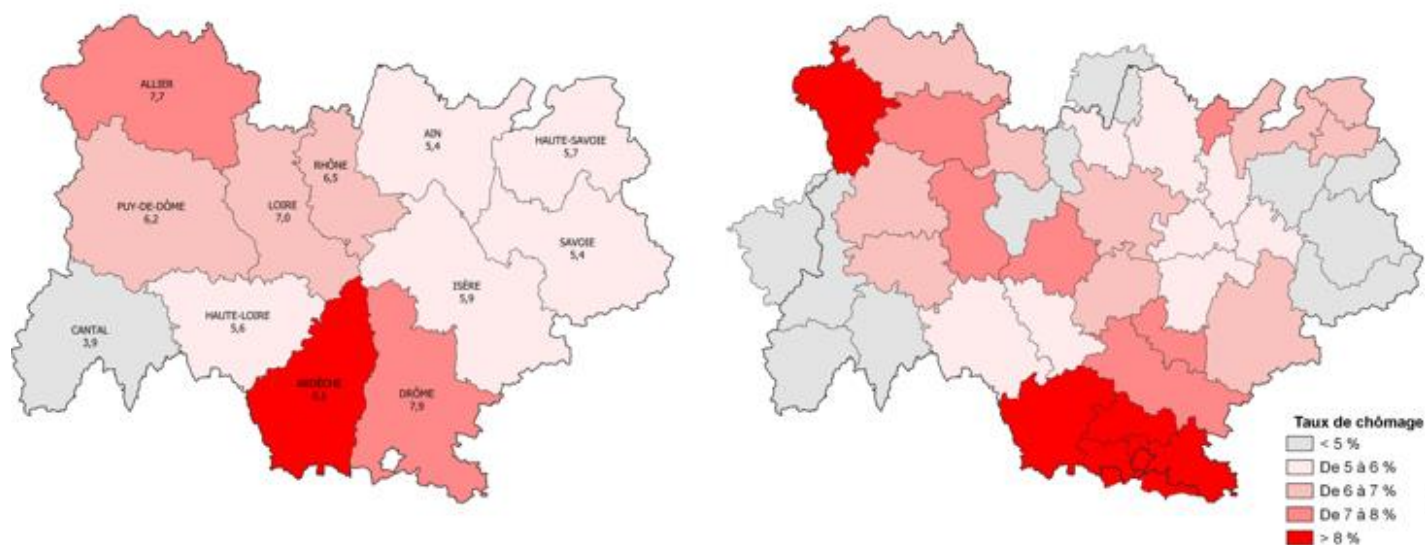 ALLIER
7,7
AIN
5,4
HAUTE-SAVOIE
5,7
RHÔNE
6,5
PUY-DE-DÔME
6,2
LOIRE
7,0
SAVOIE
5,4
ISÈRE
5,9
HAUTE-LOIRE
5,6
CANTAL
3,9
ARDÈCHE
DRÔME
7,9
Taux de chômage
< 5 %
De 5 à 6 %
De 6 à 7 %
De 7 à 8 %
> 8 %